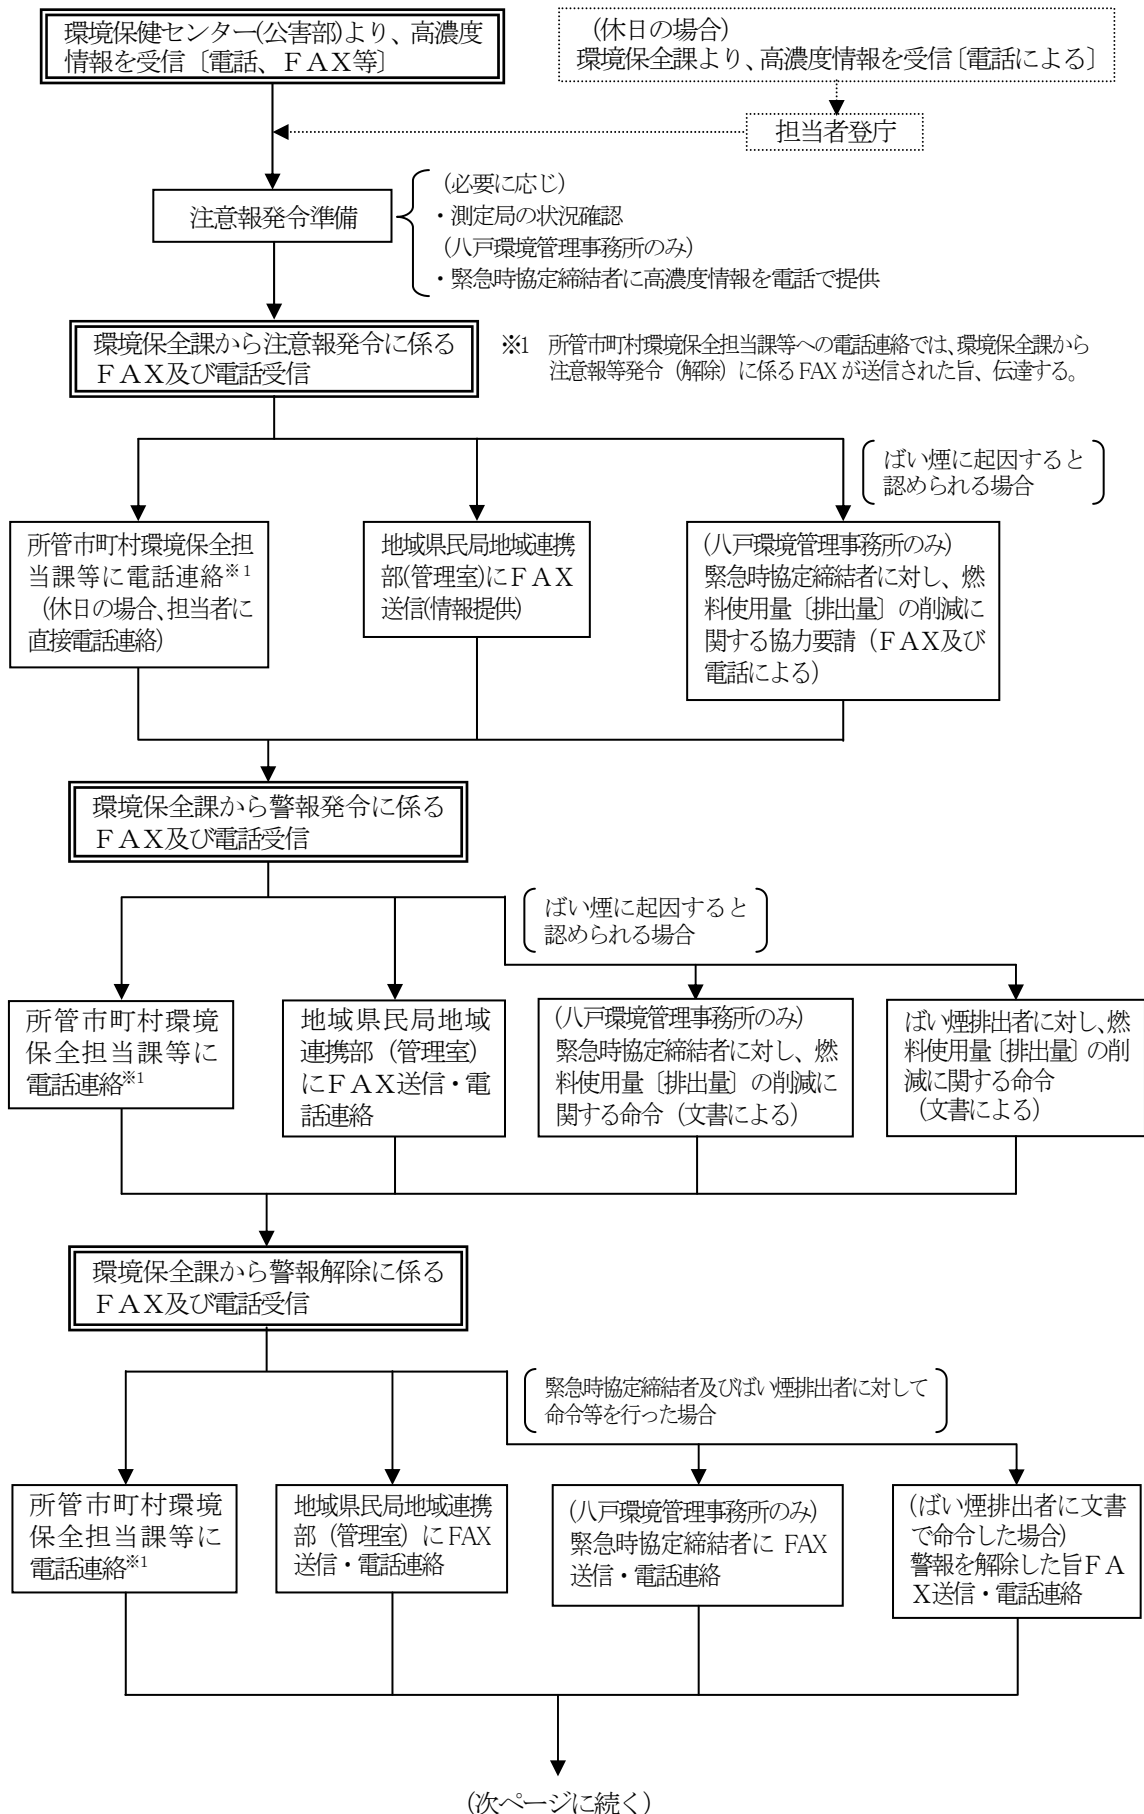 環境保健センター(公害部)より、高濃度
情報を受信〔電話、ＦＡＸ等〕
(休日の場合)
環境保全課より、高濃度情報を受信〔電話による〕
担当者登庁
注意報発令準備
(必要に応じ)
・測定局の状況確認
(八戸環境管理事務所のみ)
・緊急時協定締結者に高濃度情報を電話で提供
環境保全課から注意報発令に係る
ＦＡＸ及び電話受信
※1 所管市町村環境保全担当課等への電話連絡では、環境保全課から
注意報等発令（解除）に係る FAX が送信された旨、伝達する。
ばい煙に起因すると
認められる場合
所管市町村環境保全担
当課等に電話連絡※1
（休日の場合、担当者に
直接電話連絡）
地域県民局地域連携
部(管理室)にＦＡＸ
送信(情報提供)
(八戸環境管理事務所のみ)
緊急時協定締結者に対し、燃
料使用量〔排出量〕の削減に
関する協力要請（ＦＡＸ及び
電話による）
環境保全課から警報発令に係る
ＦＡＸ及び電話受信
ばい煙に起因すると
認められる場合
所管市町村環境
保全担当課等に
電話連絡※1
地域県民局地域
連携部（管理室）
にＦＡＸ送信・電
話連絡
(八戸環境管理事務所のみ)
緊急時協定締結者に対し、燃
料使用量〔排出量〕の削減に
関する命令（文書による）
ばい煙排出者に対し、燃
料使用量〔排出量〕の削
減に関する命令
（文書による）
環境保全課から警報解除に係る
ＦＡＸ及び電話受信
緊急時協定締結者及びばい煙排出者に対して
命令等を行った場合
所管市町村環境
保全担当課等に
電話連絡※1
地域県民局地域連携
部（管理室）に FAX
送信・電話連絡
(八戸環境管理事務所のみ)
緊急時協定締結者に FAX
送信・電話連絡
(ばい煙排出者に文書
で命令した場合)
警報を解除した旨ＦＡ
Ｘ送信・電話連絡
(次ページに続く)